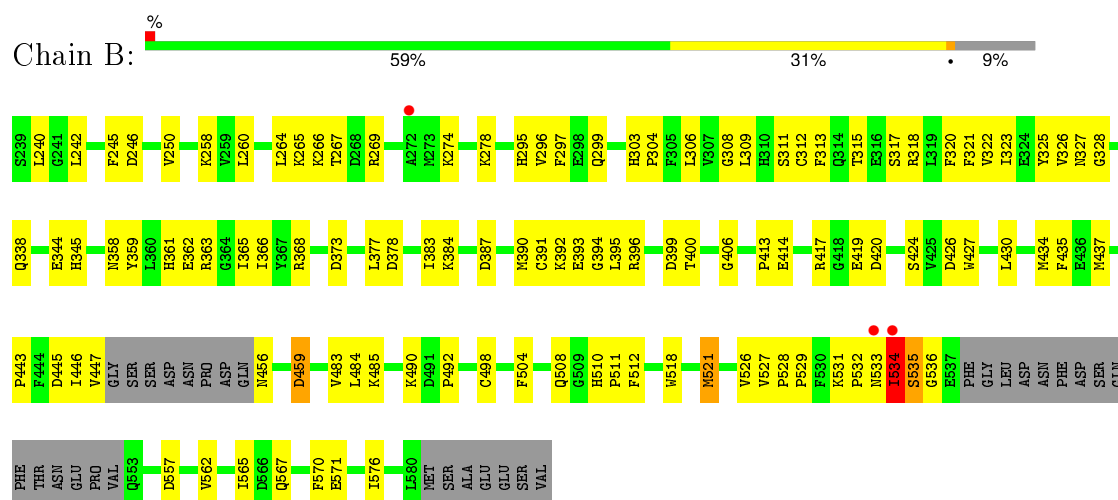 %
Chain B:
59% 31% • 9%
S239 L240 G241 L242 F245 D246 V250 K258 V259 L260 L264 K265 K266 T267 D268 R269 A272 M273 K274 K278 H295 V296 F297 E298 Q299 H303 P304 F305 L306 V307 G308 L309 H310 S311 C312 F313 Q314 T315 E316 S317 R318 L319 F320 F321 V322 I323 E324 Y325 V326 N327 G328
Q338 E344 H345 N358 Y359 L360 H361 E362 R363 G364 I365 I366 Y367 R368 D373 L377 D378 I383 K384 D387 M390 C391 K392 E393 G394 L395 R396 D399 T400 G406 P413 E414 R417 G418 E419 D420 S424 V425 D426 W427 L430 M434 F435 E436 M437
P443 F444 D445 I446 V447 GLY SER SER ASP ASN PRO ASP GLN N456 D459 V483 L484 K485 K490 D491 P492 C498 F504 Q508 G509 H510 P511 F512 W518 M521 V526 V527 P528 P529 F530 K531 P532 N533 I534 S535 G536 E537 PHE GLY LEU ASP ASN PHE ASP SER GLN
PHE THR ASN GLU PRO VAL Q553 D557 V562 I565 D566 Q567 F570 E571 I576 L580 MET SER ALA GLU GLU SER VAL